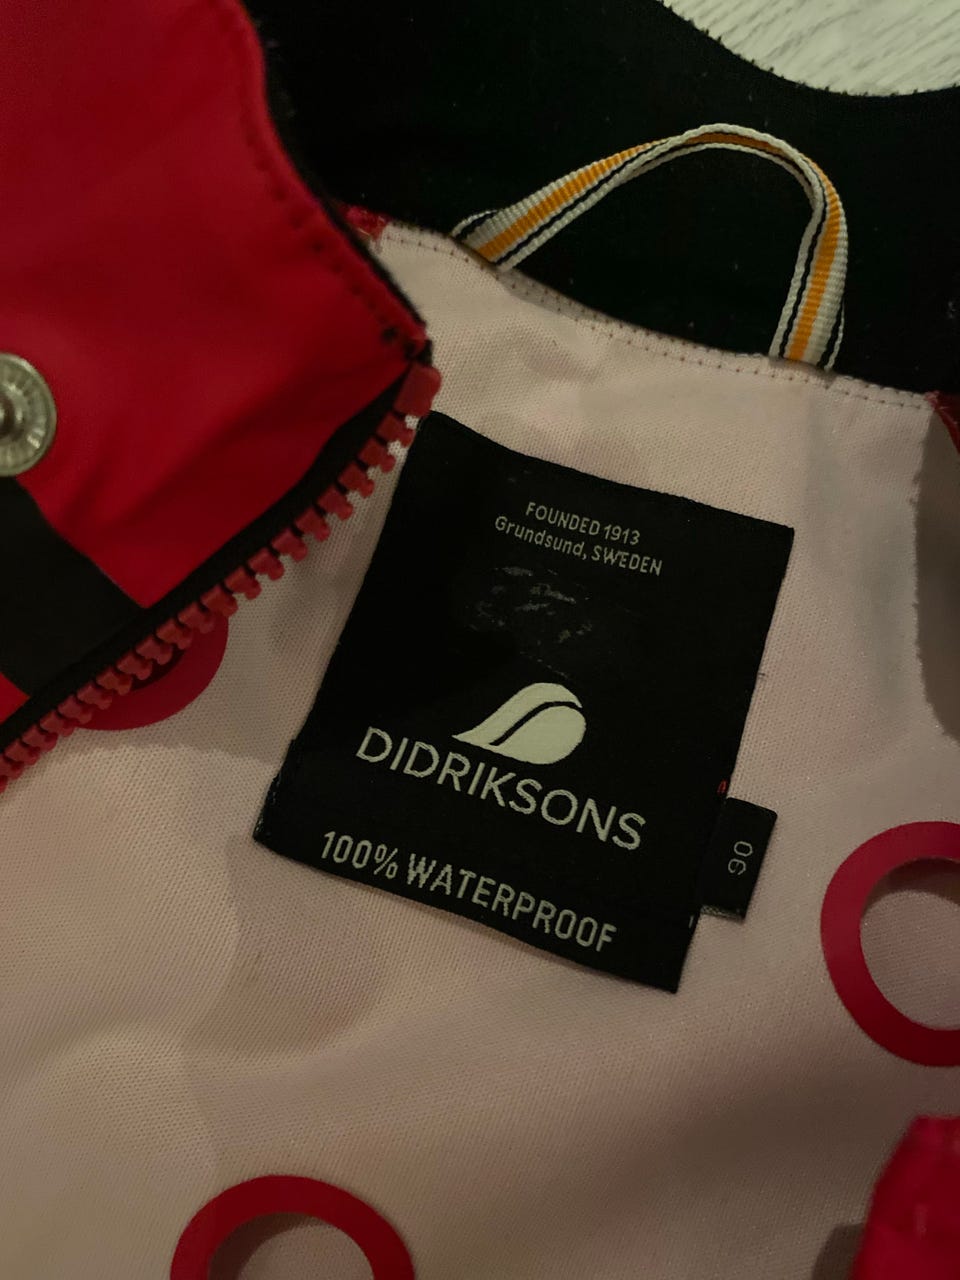 FOUNDED 1913
Grundsund, SWEDEN
DIDRIKSONS
100% WATERPROOF
90